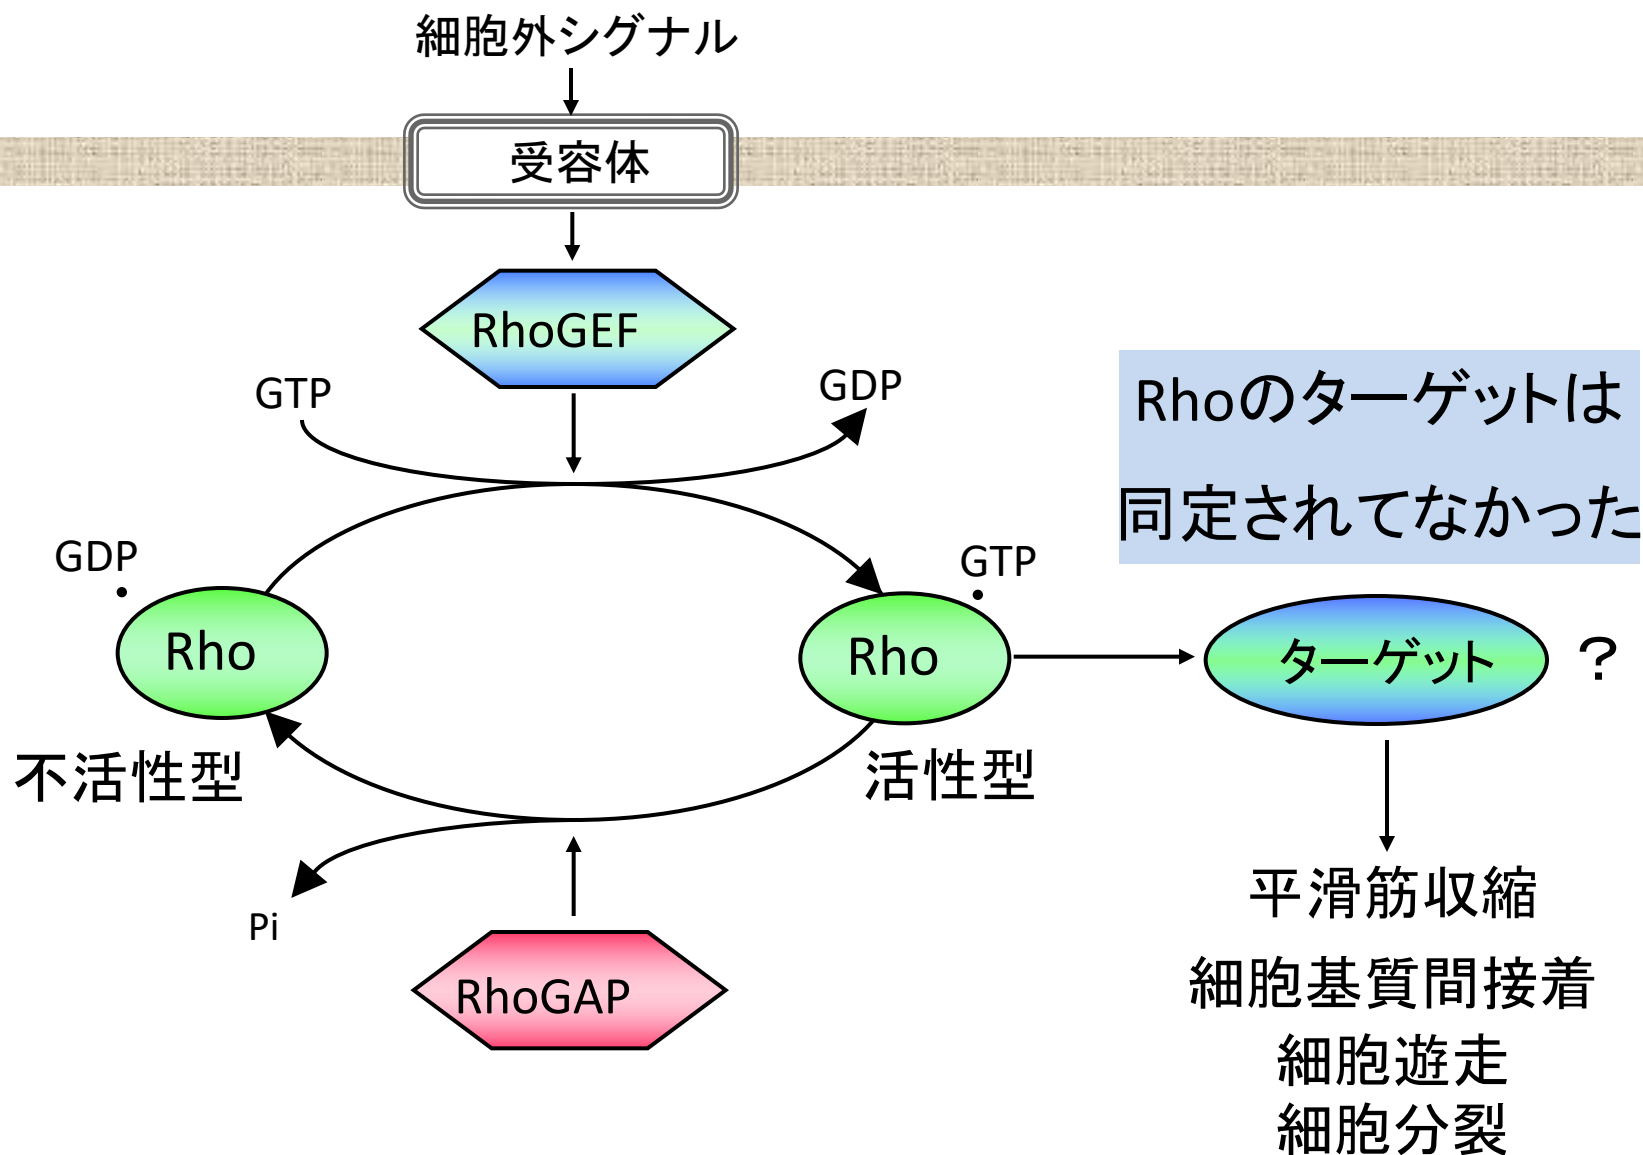 細胞外シグナル
受容体
RhoGEF
GTP
GDP
Rhoのターゲットは
同定されてなかった
GDP
・
GTP
・
Rho
Rho
ターゲット
？
不活性型
活性型
Pi
RhoGAP
平滑筋収縮
細胞基質間接着
細胞遊走
細胞分裂